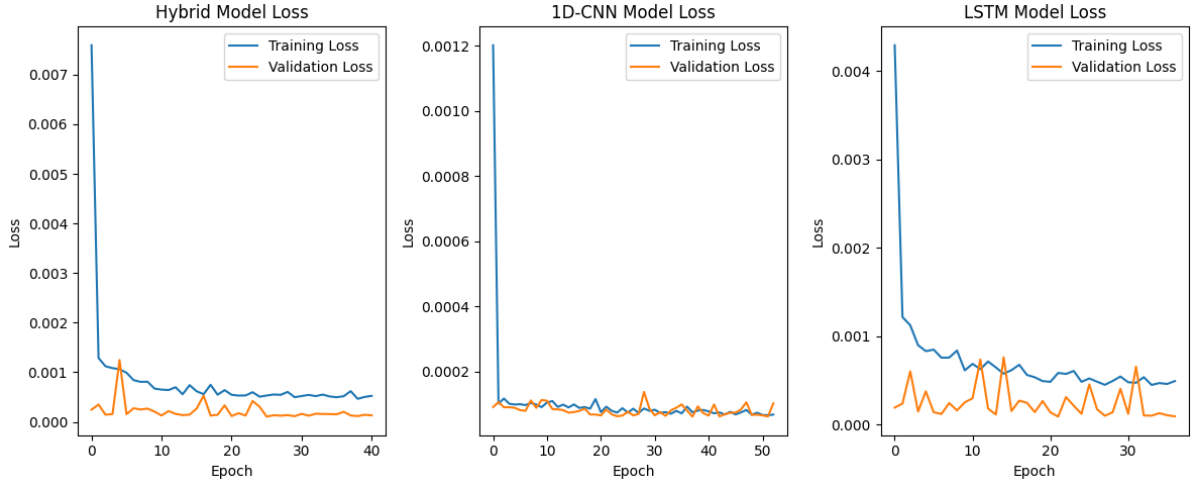 Hybrid Model Loss
Training Loss
Validation Loss
0.007
0.006
0.005
0.004
0.003
0.002
0.001
0.000
Loss
0
10
20
30
40
Epoch
1D-CNN Model Loss
Training Loss
Validation Loss
0.0012
0.0010
0.0008
0.0006
0.0004
0.0002
Loss
0
10
20
30
40
50
Epoch
LSTM Model Loss
Training Loss
Validation Loss
0.004
0.003
0.002
0.001
0.000
Loss
0
10
20
30
Epoch